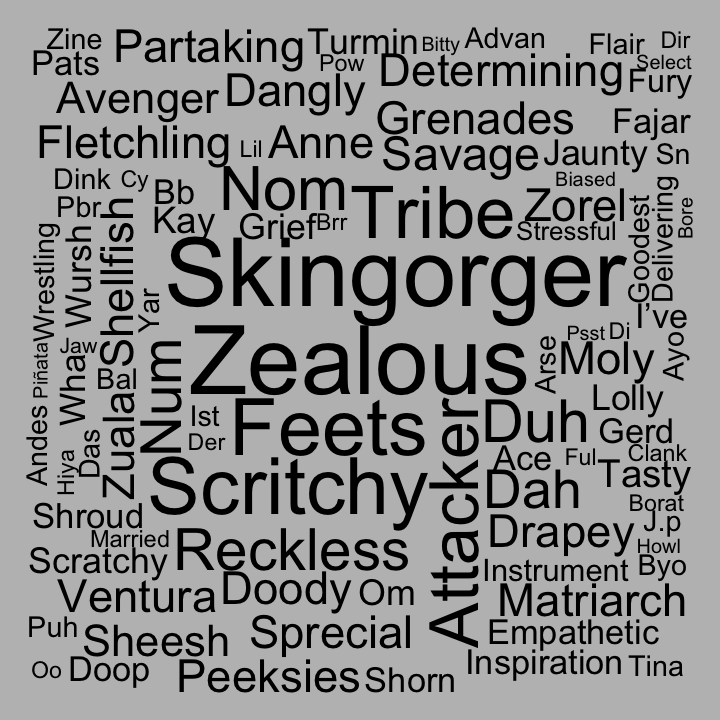 Zine
Partaking
Turmin
Bitty
Advan
Flair
Dir
Pats
Pow
Determining
Select
Fury
Avenger
Dangly
Grenades
Fajar
Fletchling
Lil
Anne
Savage
Jaunty
Sn
Dink
Cy
Bb
Nom
Tribe
Biased
Zorel
Pbr
Kay
Grief
Brr
Stressful
Goodest
Delivering
Bore
Wrestling
Wursh
Shellfish
Yar
Skingorger
I've
Ayoe
Piñata
Jaw
Wha
Bal
Num
Zealous
Arse
Psst
Di
Moly
Andes
Hiya
Das
Zuala
Ist
Der
Feets
Attacker
Duh
Lolly
Gerd
Ace
Ful
Clank
Tasty
Scritchy
Dah
Borat
Shroud
Married
Scratchy
Reckless
Drapey
J.p
Howl
Instrument
Byo
Ventura
Doody
Om
Matriarch
Puh
Sheesh
Sprecial
Empathetic
Oo
Doop
Peeksies
Shorn
Inspiration
Tina